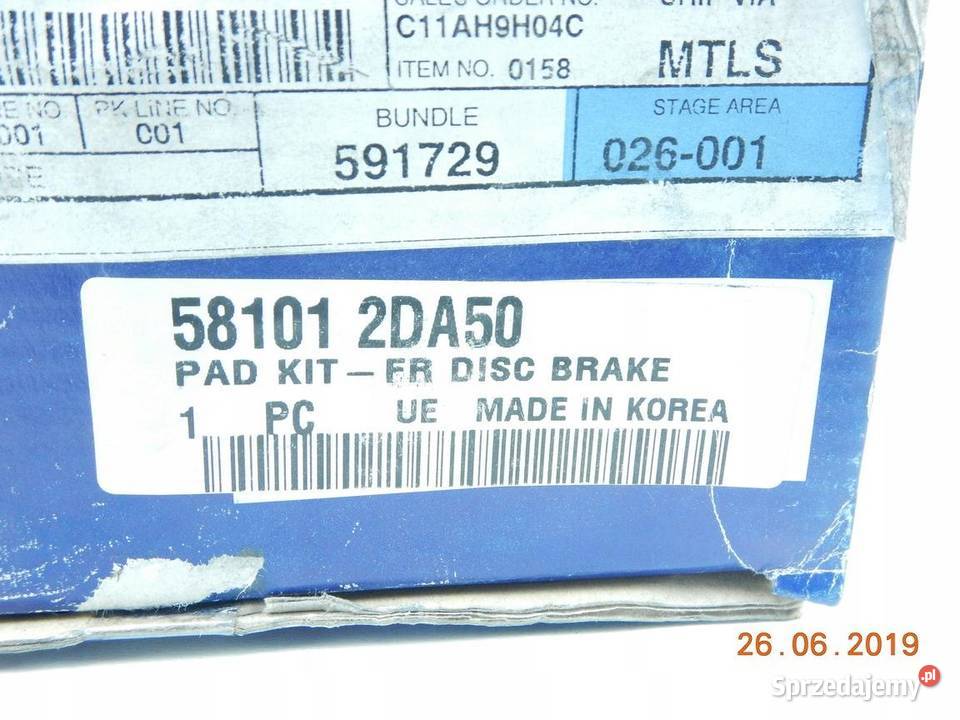 C11AH9H04C
ITEM NO. 0158
MTLS
PK LINE NO.
001
C01
BUNDLE
591729
STAGE AREA
026-001
58101 2DA50
PAD KIT – FR DISC BRAKE
1 PC UE MADE IN KOREA
26.06.2019
Sprzedajemy.pl